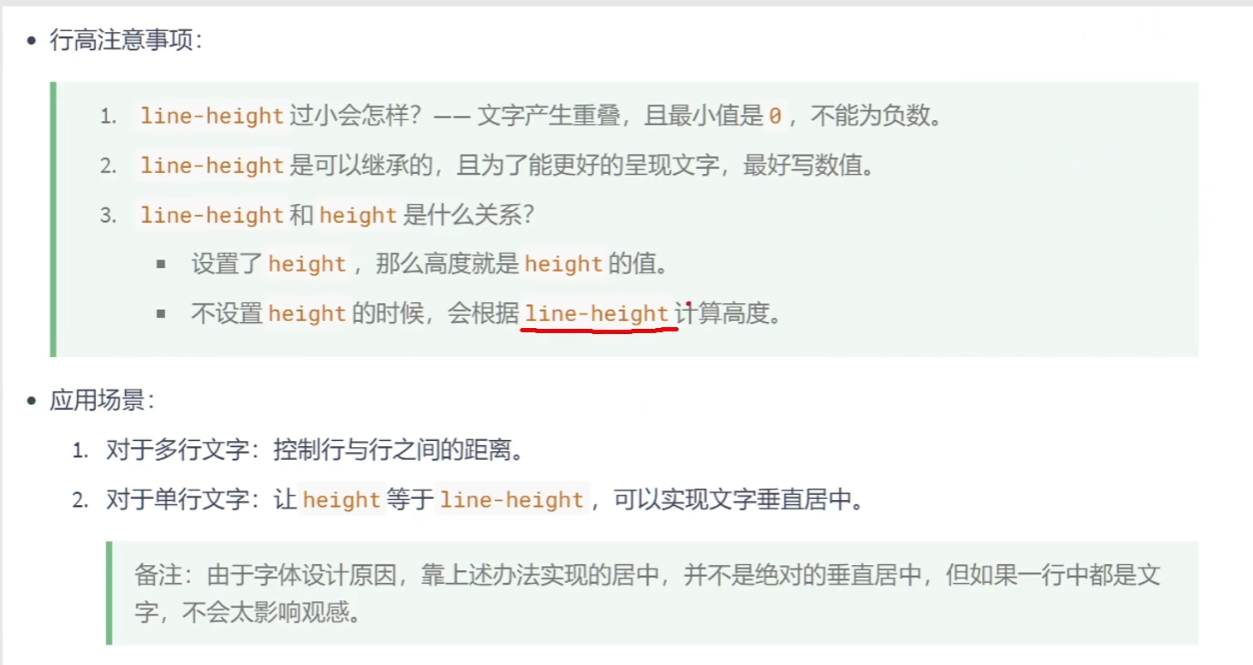 • 行高注意事项：
1. line-height 过小会怎样？—— 文字产生重叠，且最小值是 0 ，不能为负数。
2. line-height 是可以继承的，且为了能更好的呈现文字，最好写数值。
3. line-height 和 height 是什么关系？
▪ 设置了 height ，那么高度就是 height 的值。
▪ 不设置 height 的时候，会根据 line-height 计算高度。
• 应用场景：
1. 对于多行文字：控制行与行之间的距离。
2. 对于单行文字：让 height 等于 line-height ，可以实现文字垂直居中。
备注：由于字体设计原因，靠上述办法实现的居中，并不是绝对的垂直居中，但如果一行中都是文
字，不会太影响观感。